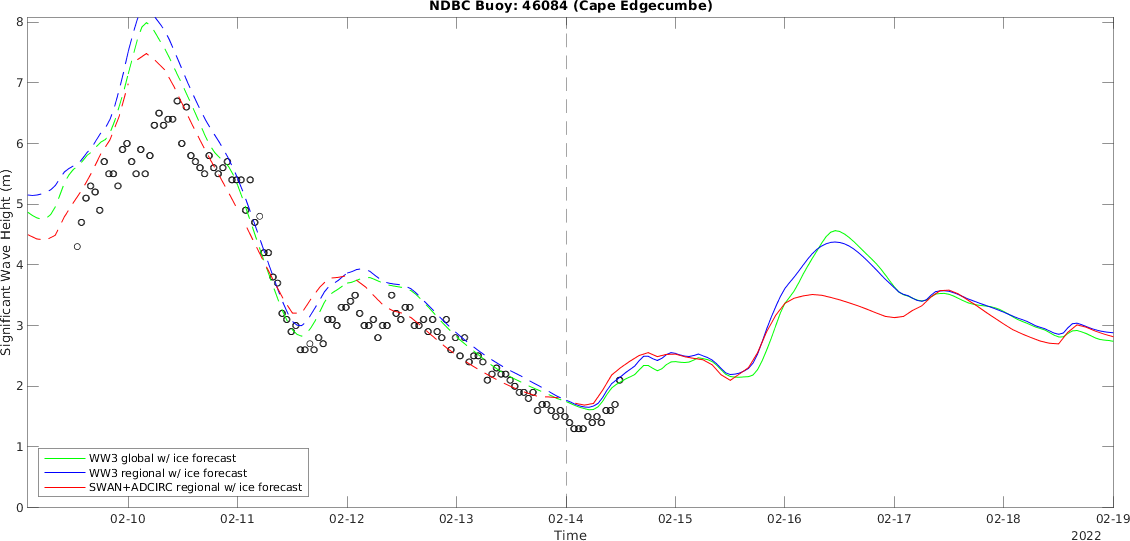 NDBC Buoy: 46084 (Cape Edgecumbe)
8
7
6
5
4
3
2
1
0
Significant Wave Height (m)
WW3 global w/ ice forecast
WW3 regional w/ ice forecast
SWAN+ADCIRC regional w/ ice forecast
02-10 02-11 02-12 02-13 02-14 02-15 02-16 02-17 02-18 02-19
Time
2022